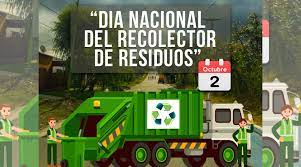 “DIA NACIONAL
DEL RECOLECTOR
DE RESIDUOS”
Octubre
2